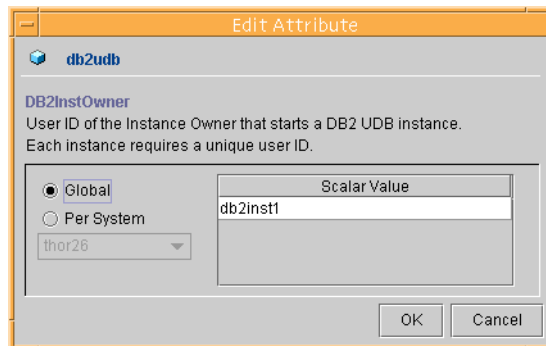 Edit Attribute
db2udb
DB2InstOwner
User ID of the Instance Owner that starts a DB2 UDB instance.
Each instance requires a unique user ID.
Global
Per System
thor26
Scalar Value
db2inst1
OK
Cancel